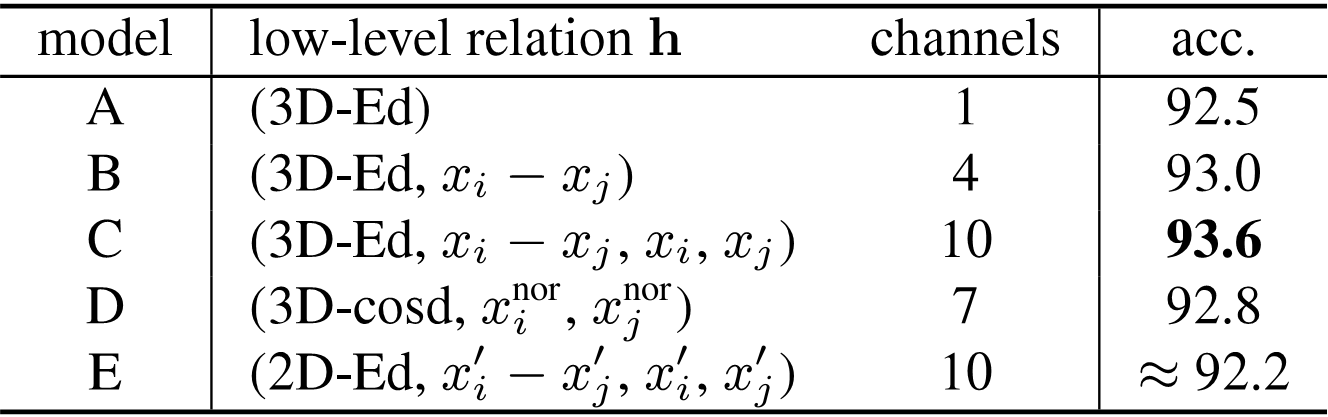 model low-level relation h channels acc.
A (3D-Ed) 1 92.5
B (3D-Ed, x_i − x_j) 4 93.0
C (3D-Ed, x_i − x_j, x_i, x_j) 10 93.6
D (3D-cosd, x_i^nor, x_j^nor) 7 92.8
E (2D-Ed, x′_i − x′_j, x′_i, x′_j) 10 ≈ 92.2